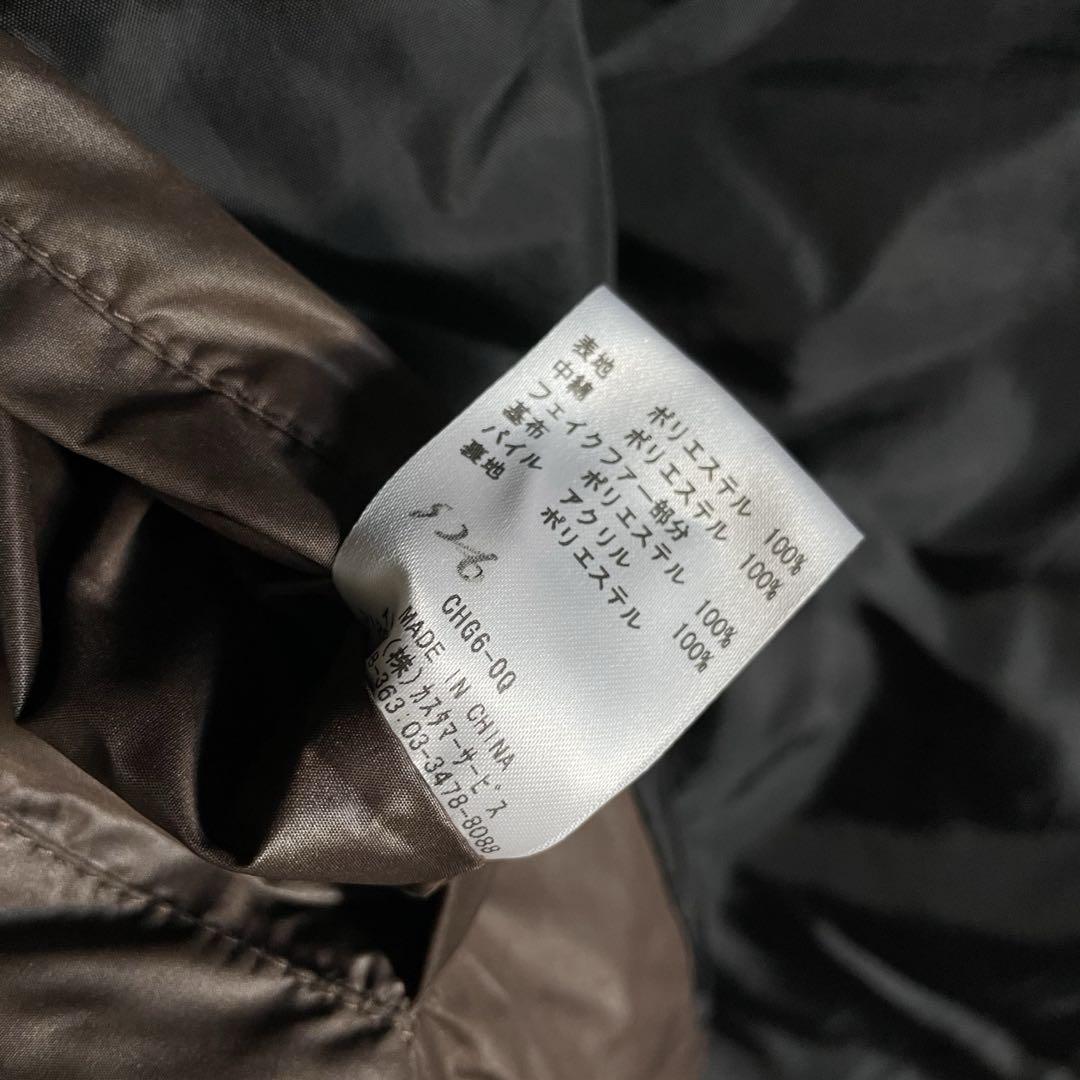 表地 ポリエステル 100%
中綿 ポリエステル 100%
フェイクファー部分
基布 ポリエステル 100%
パイル アクリル 100%
裏地 ポリエステル
CHG6-0Q
MADE IN CHINA
(株)カスタマーサービス
-363.03-3478-8088